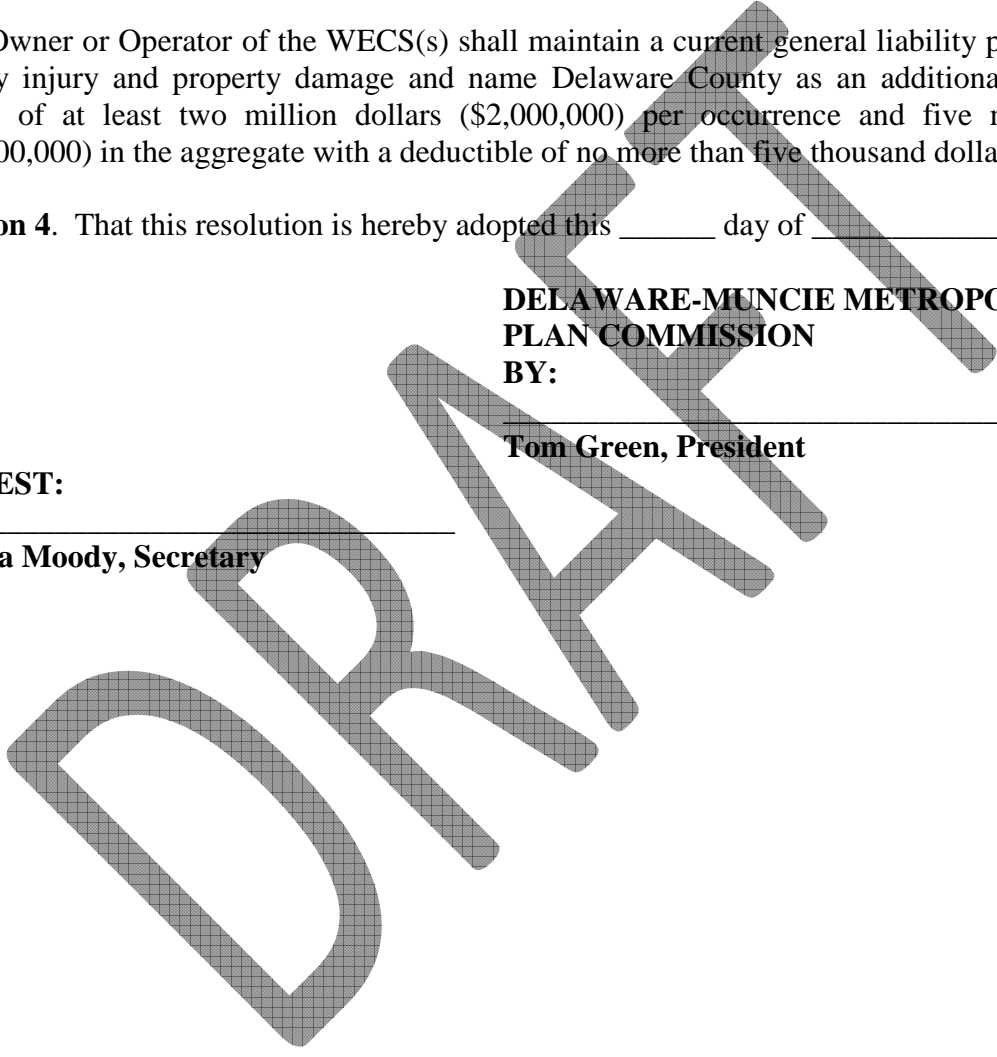 Owner or Operator of the WECS(s) shall maintain a current general liability p
y injury and property damage and name Delaware County as an additiona
of at least two million dollars ($2,000,000) per occurrence and five m
00,000) in the aggregate with a deductible of no more than five thousand dolla
on 4. That this resolution is hereby adopted this ______ day of ____________
DELAWARE-MUNCIE METROPO
PLAN COMMISSION
BY:
Tom Green, President
EST:
a Moody, Secretary
DRAFT